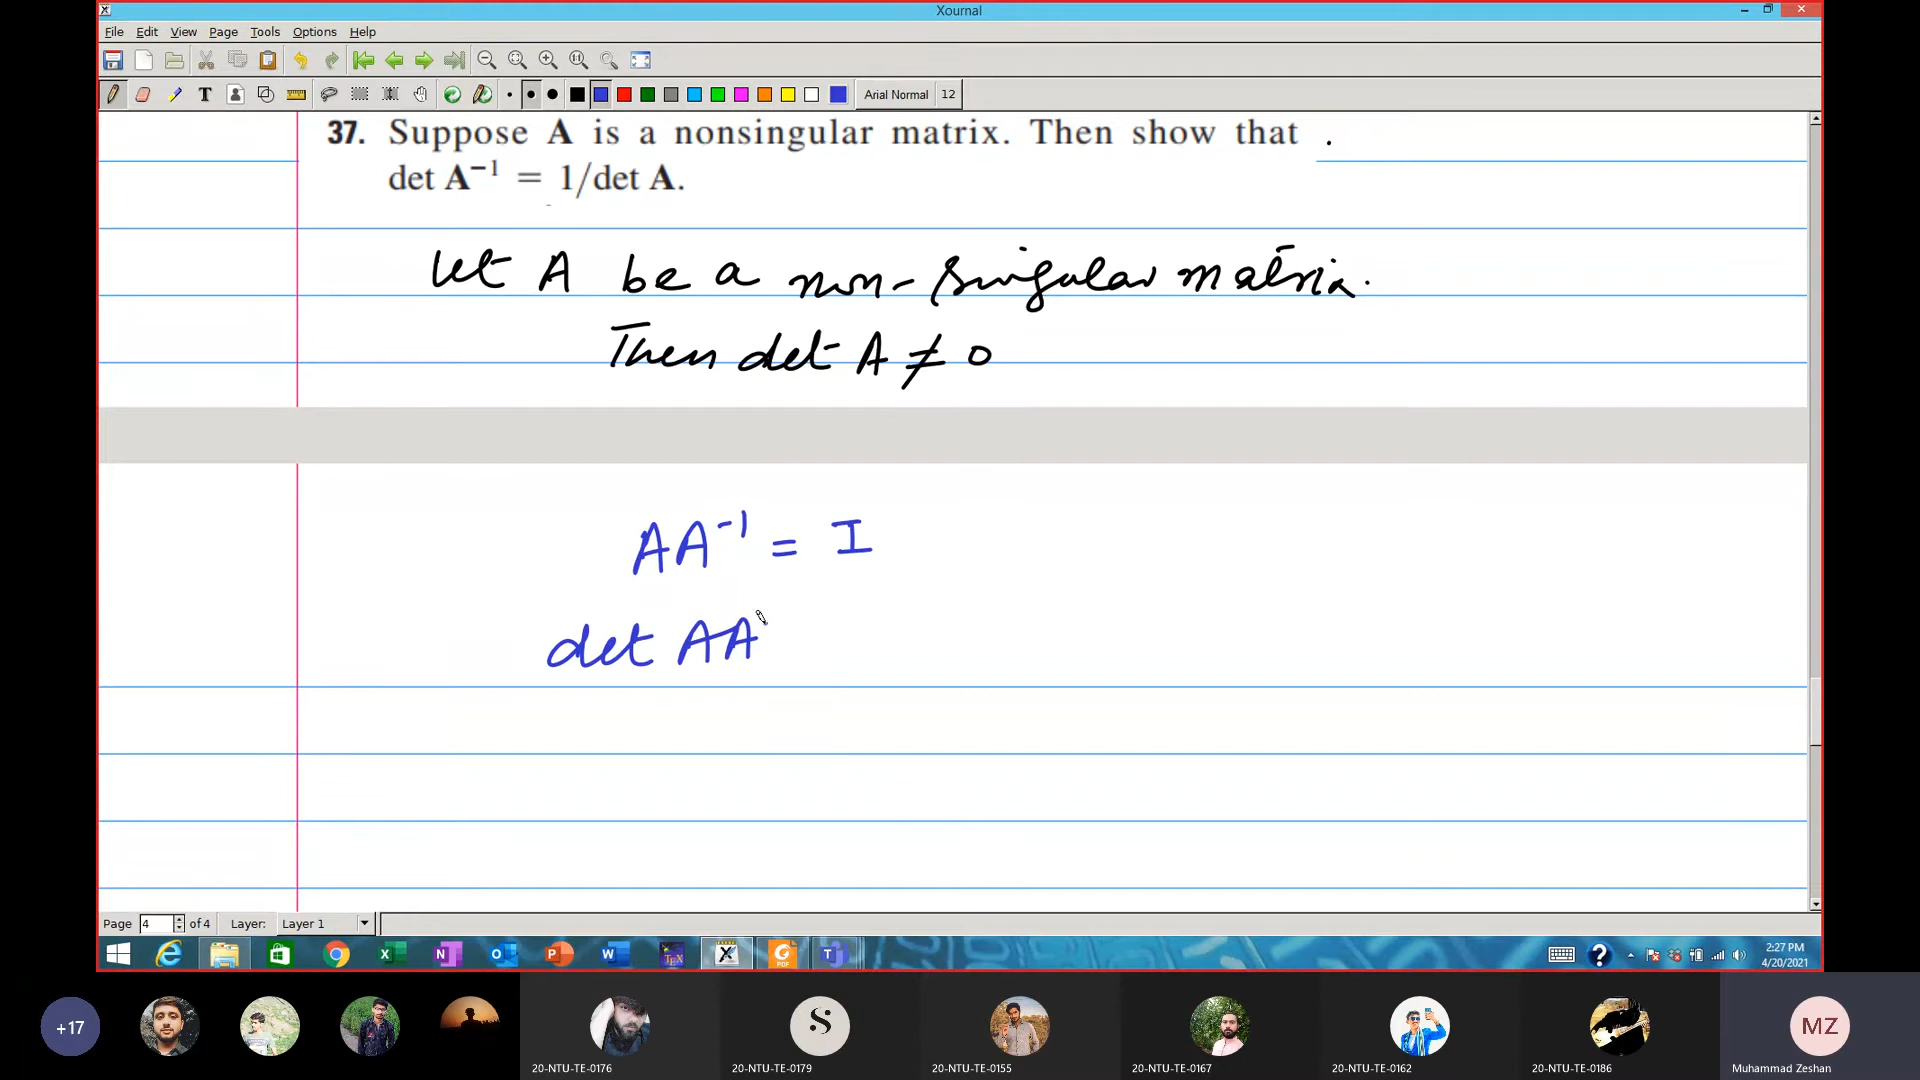 Xournal
File Edit View Page Tools Options Help
Arial Normal 12
37. Suppose A is a nonsingular matrix. Then show that .
det A⁻¹ = 1/det A.
Let A be a non-singular matrix.
Then det A ≠ 0
AA⁻¹ = I
det AA
Page 4 of 4 Layer: Layer 1
2:27 PM
4/20/2021
+17
S
MZ
20-NTU-TE-0176 20-NTU-TE-0179 20-NTU-TE-0155 20-NTU-TE-0167 20-NTU-TE-0162 20-NTU-TE-0186 Muhammad Zeshan